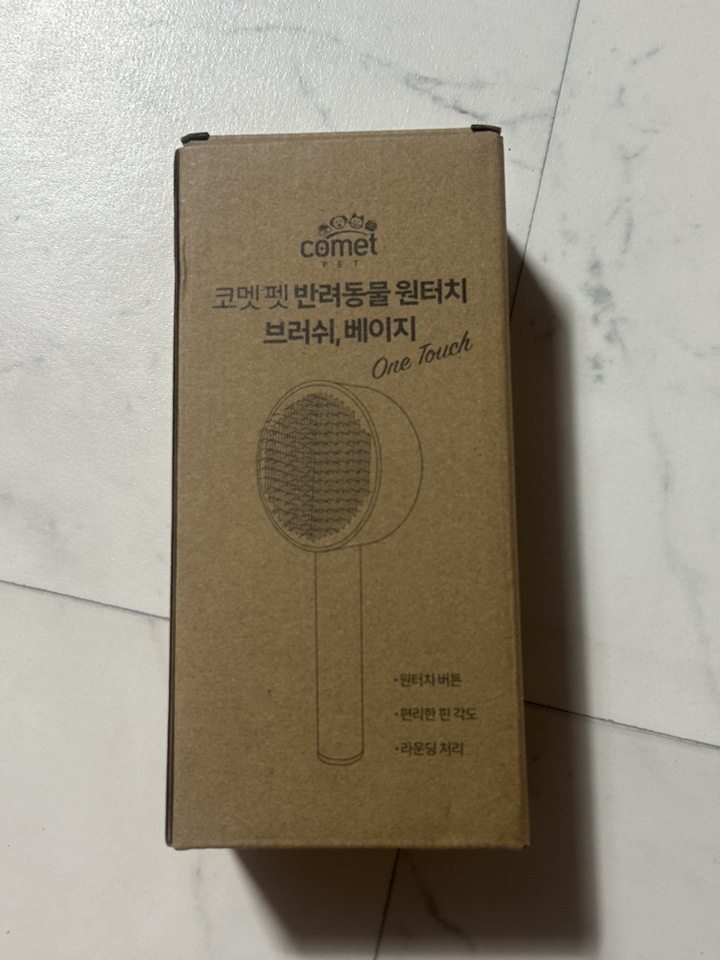 comet
PET
코멧 펫 반려동물 원터치
브러쉬, 베이지
One Touch
·원터치 버튼
·편리한 핀 각도
·라운딩 처리